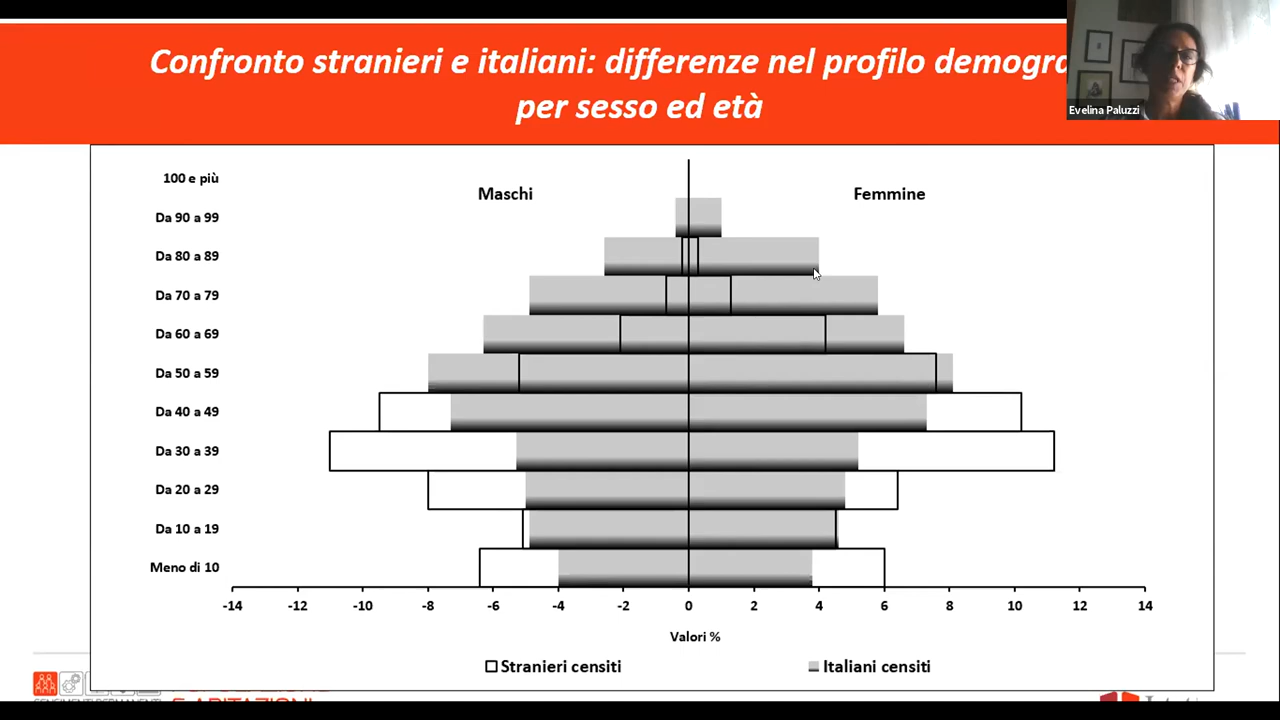 Confronto stranieri e italiani: differenze nel profilo demogra
per sesso ed età
Evelina Paluzzi
Maschi
Femmine
100 e più
Da 90 a 99
Da 80 a 89
Da 70 a 79
Da 60 a 69
Da 50 a 59
Da 40 a 49
Da 30 a 39
Da 20 a 29
Da 10 a 19
Meno di 10
-14 -12 -10 -8 -6 -4 -2 0 2 4 6 8 10 12 14
Valori %
Stranieri censiti
Italiani censiti
E ABITAZIONI